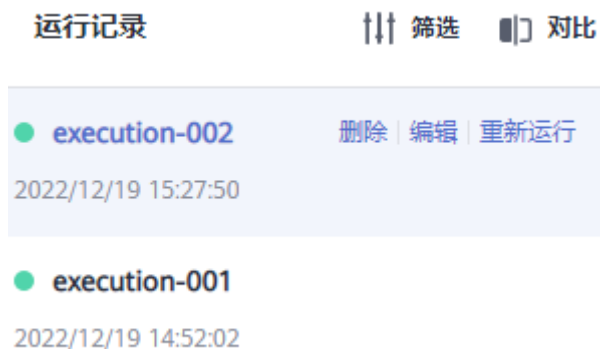 运行记录 筛选 对比
execution-002 删除 编辑 重新运行
2022/12/19 15:27:50
execution-001
2022/12/19 14:52:02